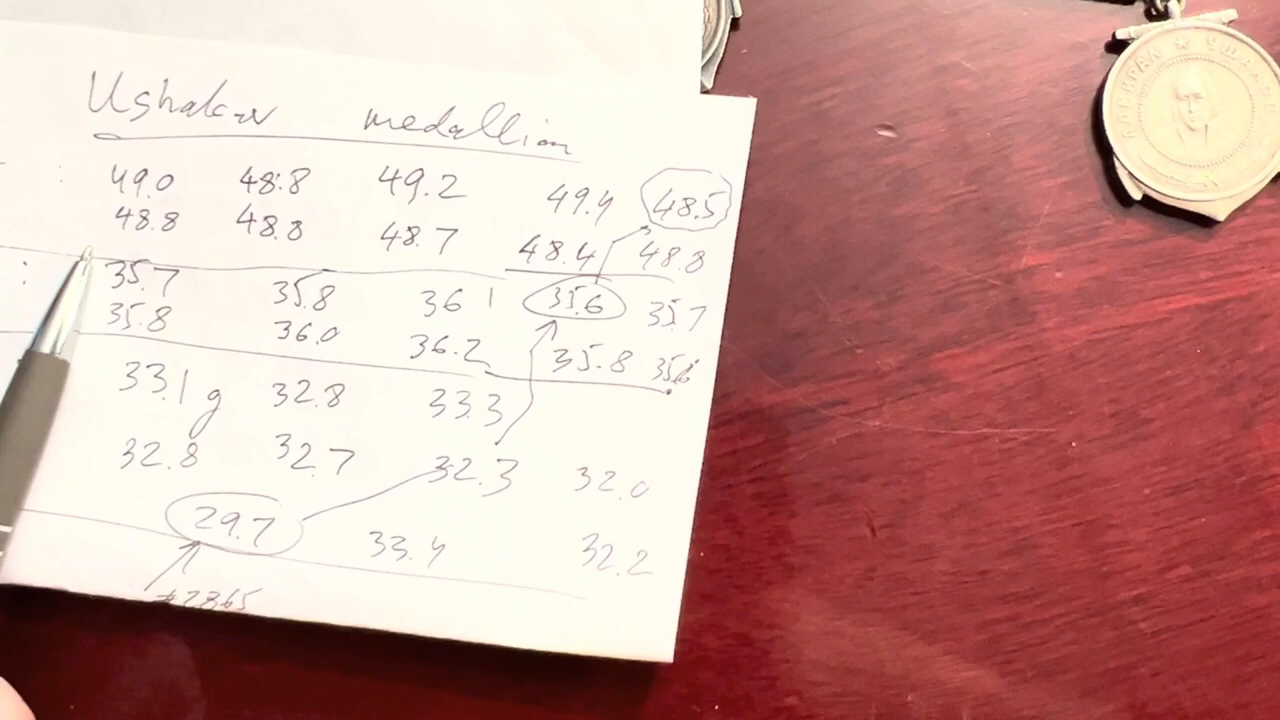 Ushakov medallion
: 49.0 48.8 49.2 49.4 48.5
48.8 48.8 48.7 48.4 48.8
: 35.7 35.8 36 1 35.6 35.7
35.8 36.0 36.2 35.8 35.6
33.1 g 32.8 33.3
32.8 32.7 32.3 32.0
29.7 33.4 32.2
#2865
АДМИРАЛ ★ УШАКОВ